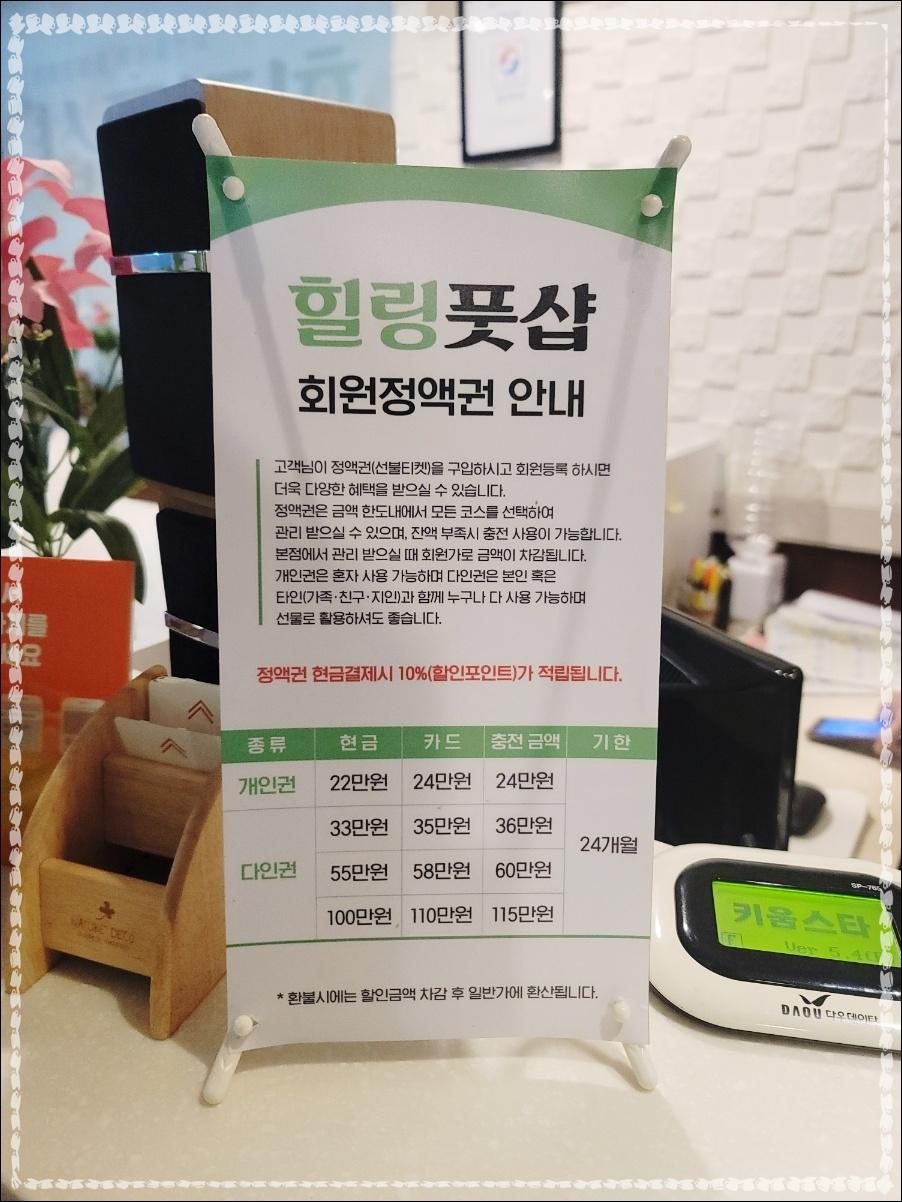 힐링풋샵
회원정액권 안내
고객님이 정액권(선불티켓)을 구입하시고 회원등록 하시면
더욱 다양한 혜택을 받으실 수 있습니다.
정액권은 금액 한도내에서 모든 코스를 선택하여
관리 받으실 수 있으며, 잔액 부족시 충전 사용이 가능합니다.
본점에서 관리 받으실 때 회원가로 금액이 차감됩니다.
개인권은 혼자 사용 가능하며 다인권은 본인 혹은
타인(가족·친구·지인)과 함께 누구나 다 사용 가능하며
선물로 활용하셔도 좋습니다.
정액권 현금결제시 10%(할인포인트)가 적립됩니다.
종류 현금 카드 충전 금액 기한
개인권 22만원 24만원 24만원
33만원 35만원 36만원
24개월
다인권 55만원 58만원 60만원
100만원 110만원 115만원
* 환불시에는 할인금액 차감 후 일반가에 환산됩니다.
를
요
NATURE DECO
키움스타
Ver 5.40
DAOU 다우데이타